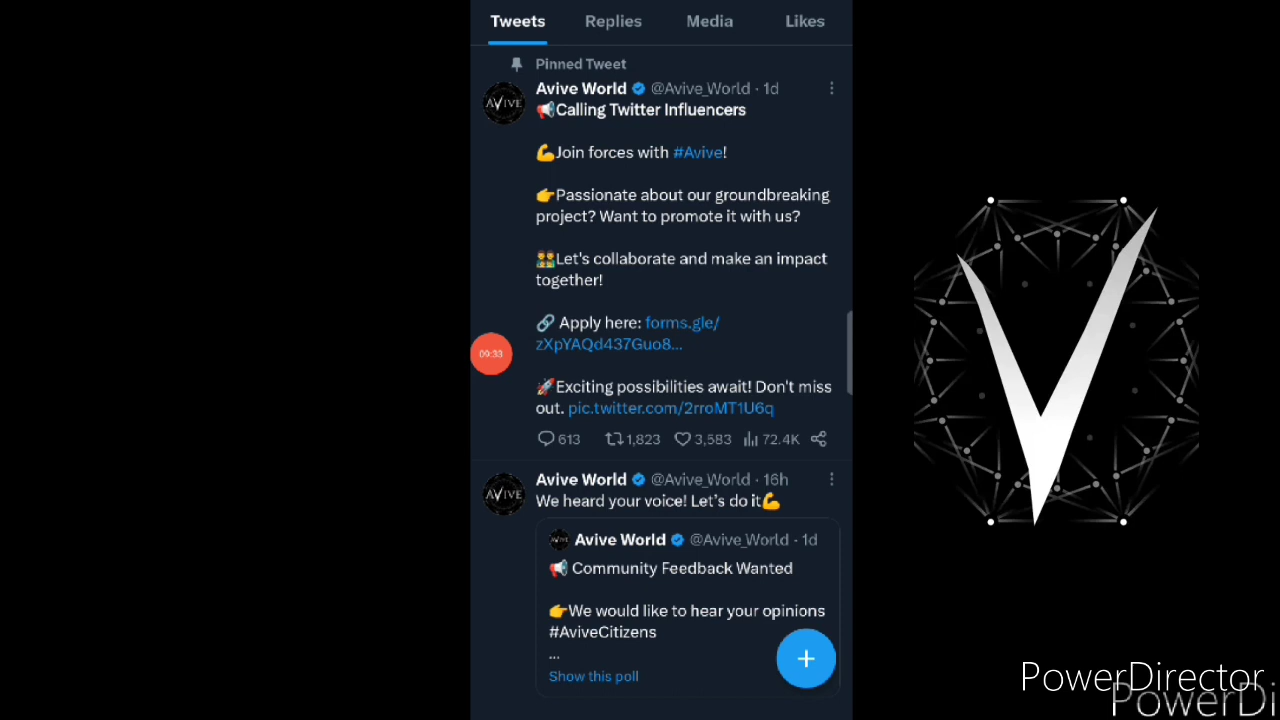 Tweets Replies Media Likes
Pinned Tweet
Avive World @Avive_World · 1d
📢Calling Twitter Influencers
💪Join forces with #Avive!
👉Passionate about our groundbreaking
project? Want to promote it with us?
👬Let's collaborate and make an impact
together!
🔗 Apply here: forms.gle/
zXpYAQd437Guo8...
🚀Exciting possibilities await! Don't miss
out. pic.twitter.com/2rroMT1U6q
613 1,823 3,583 72.4K
AVIVE
09:33
Avive World @Avive_World · 16h
We heard your voice! Let's do it💪
AVIVE
Avive World @Avive_World · 1d
📢 Community Feedback Wanted
👉We would like to hear your opinions
#AviveCitizens
...
Show this poll
AVIVE
PowerDirector
PowerDi